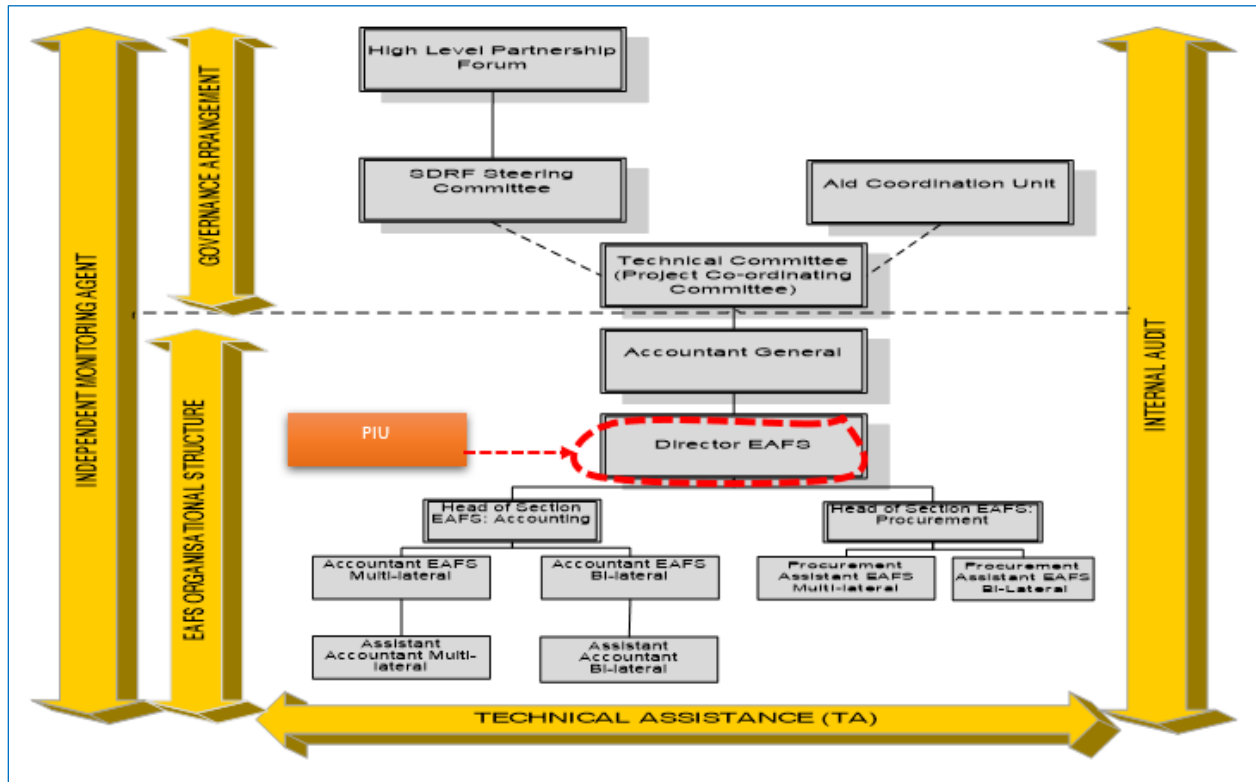 INDEPENDENT MONITORING AGENT
GOVERNANCE ARRANGEMENT
EAFS ORGANISATIONAL STRUCTURE
High Level Partnership
Forum
SDRF Steering
Committee
Aid Coordination Unit
Technical Committee
(Project Co-ordinating
Committee)
Accountant General
PIU
Director EAFS
Head of Section
EAFS: Accounting
Head of Section EAFS:
Procurement
Accountant EAFS
Multi-lateral
Accountant EAFS
Bi-lateral
Procurement
Assistant EAFS
Multi-lateral
Procurement
Assistant EAFS
Bi-Lateral
Assistant
Accountant Multi-
lateral
Assistant
Accountant
Bi-lateral
INTERNAL AUDIT
TECHNICAL ASSISTANCE (TA)